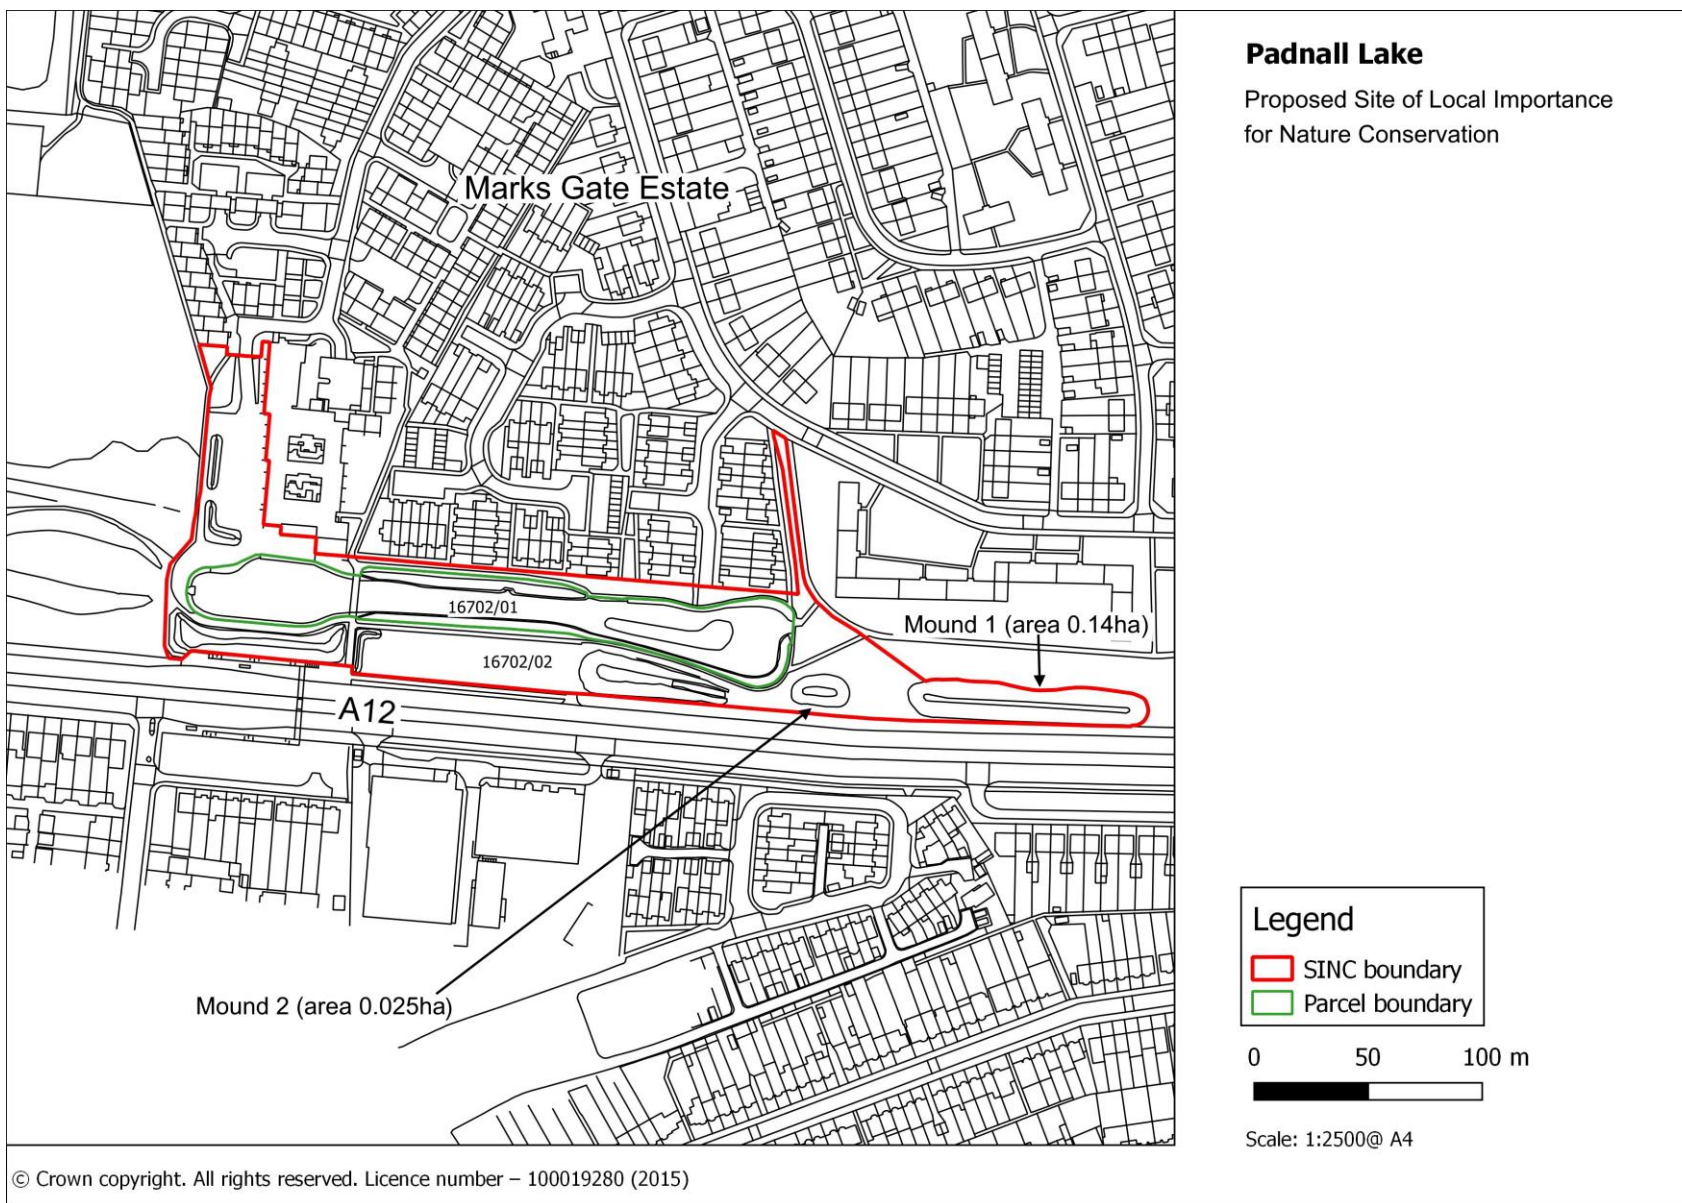 Padnall Lake
Proposed Site of Local Importance
for Nature Conservation
Marks Gate Estate
16702/01
Mound 1 (area 0.14ha)
16702/02
A12
Mound 2 (area 0.025ha)
Legend
SINC boundary
Parcel boundary
0 50 100 m
Scale: 1:2500@ A4
© Crown copyright. All rights reserved. Licence number – 100019280 (2015)